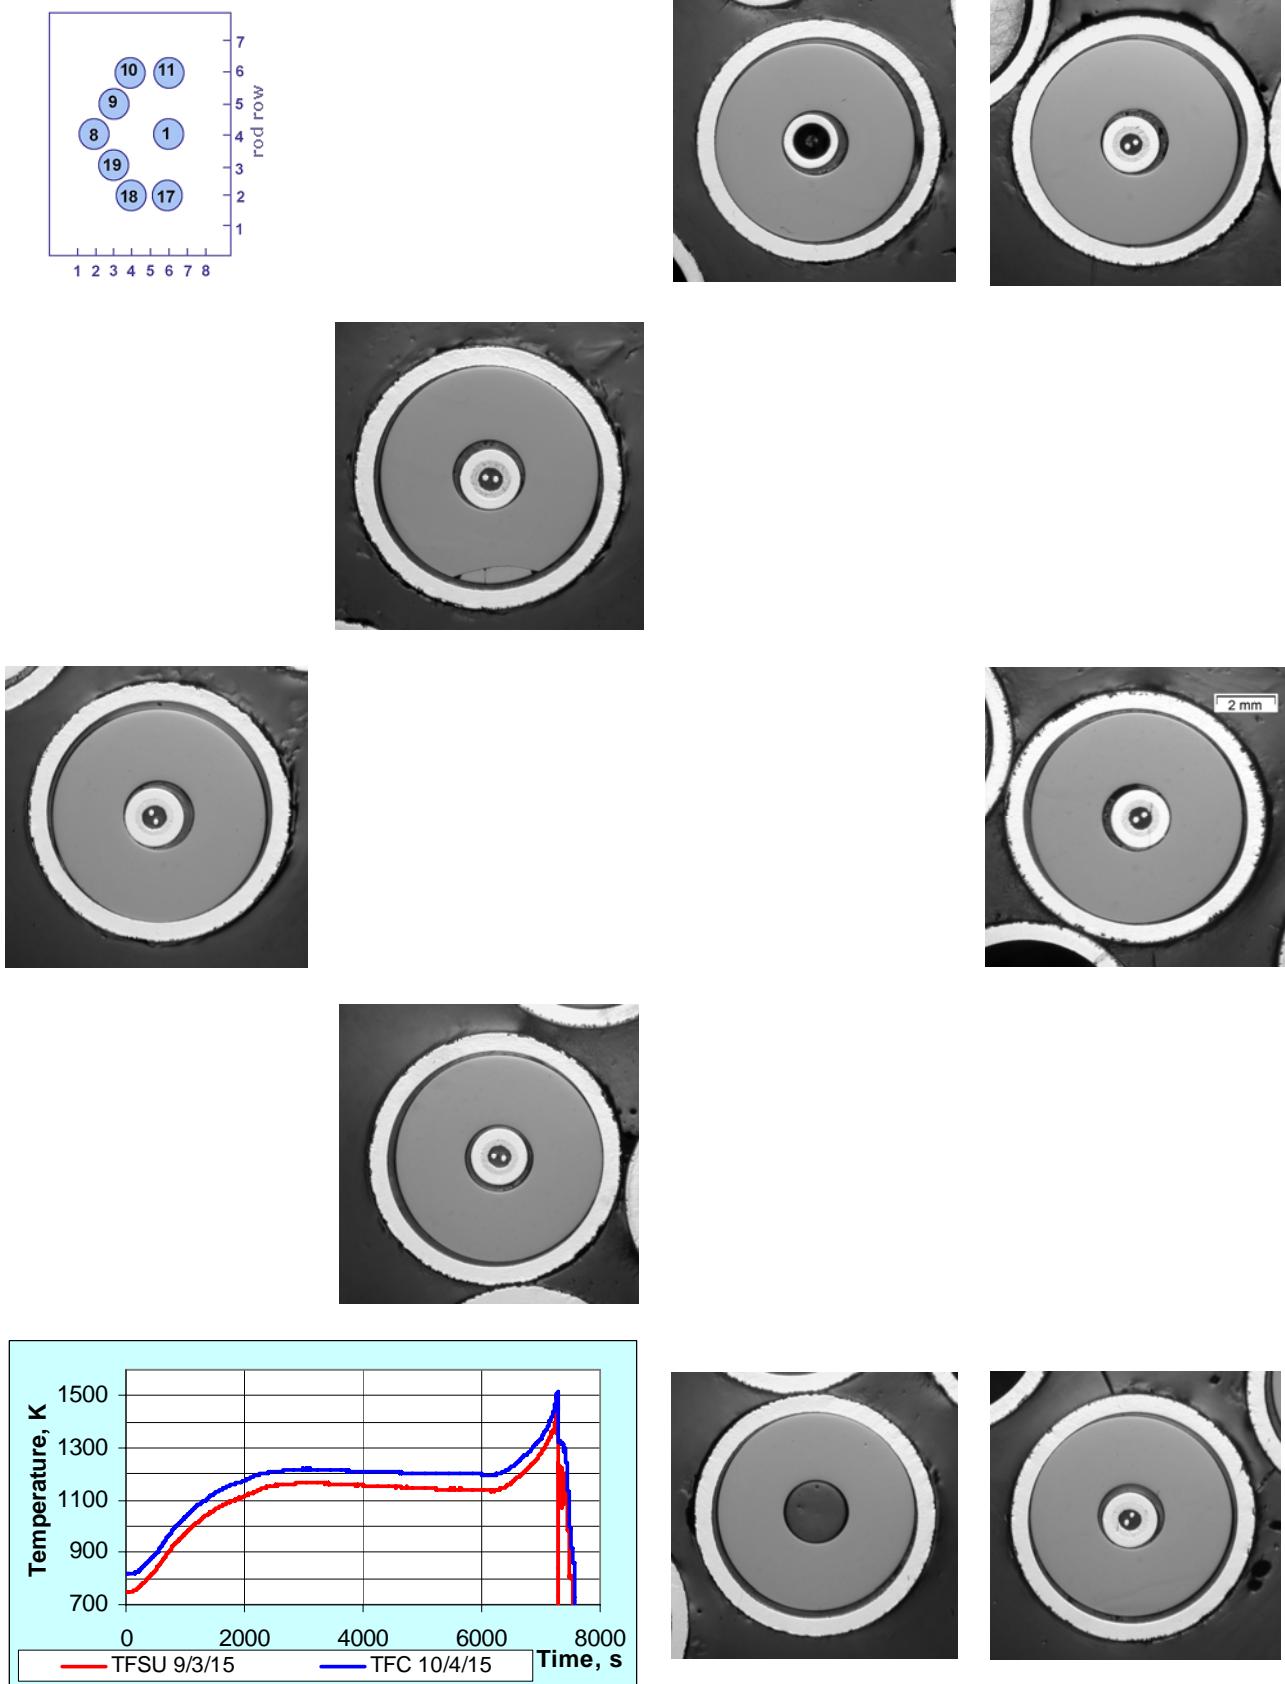 7
10 11 6
9 5
8 1 4
19 3
18 17 2
1
rod row
1 2 3 4 5 6 7 8
2 mm
1500
1300
1100
900
700
Temperature, K
0 2000 4000 6000 8000
Time, s
TFSU 9/3/15 TFC 10/4/15